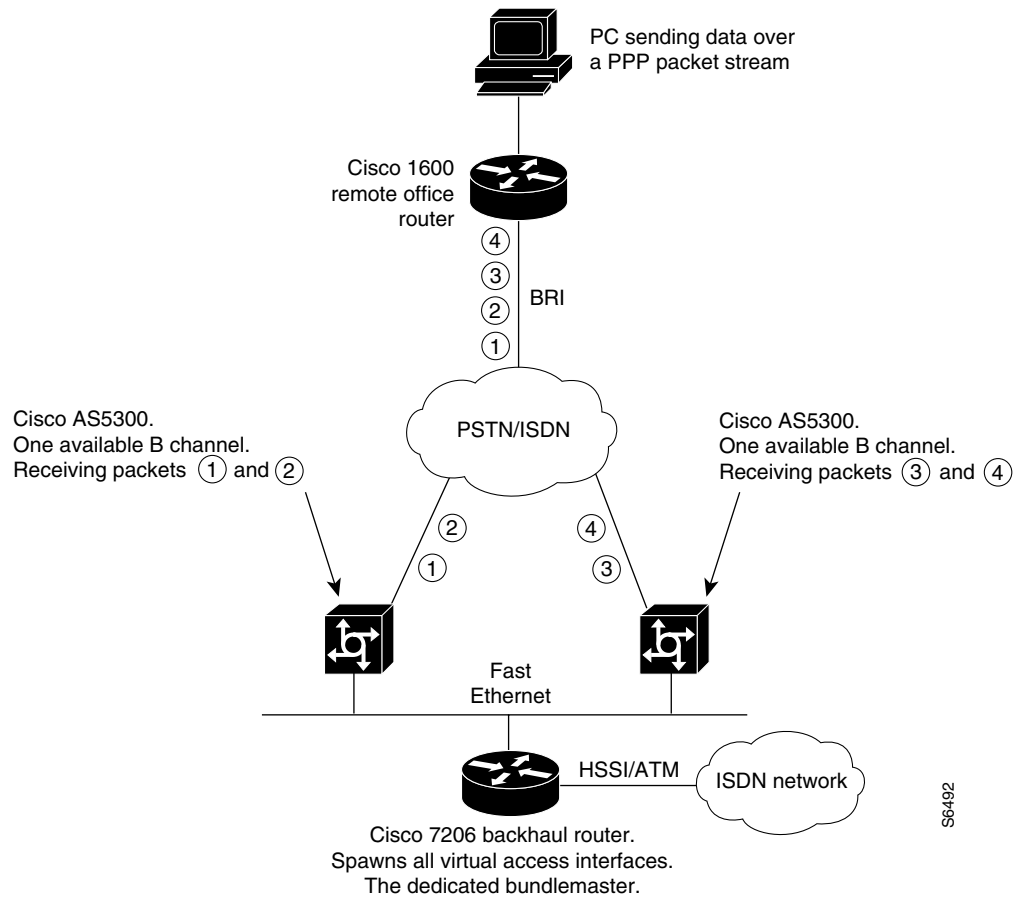 PC sending data over
a PPP packet stream
Cisco 1600
remote office
router
4
3
2
1
BRI
PSTN/ISDN
Cisco AS5300.
One available B channel.
Receiving packets 1 and 2
Cisco AS5300.
One available B channel.
Receiving packets 3 and 4
2
1
4
3
Fast
Ethernet
HSSI/ATM
ISDN network
Cisco 7206 backhaul router.
Spawns all virtual access interfaces.
The dedicated bundlemaster.
S6492